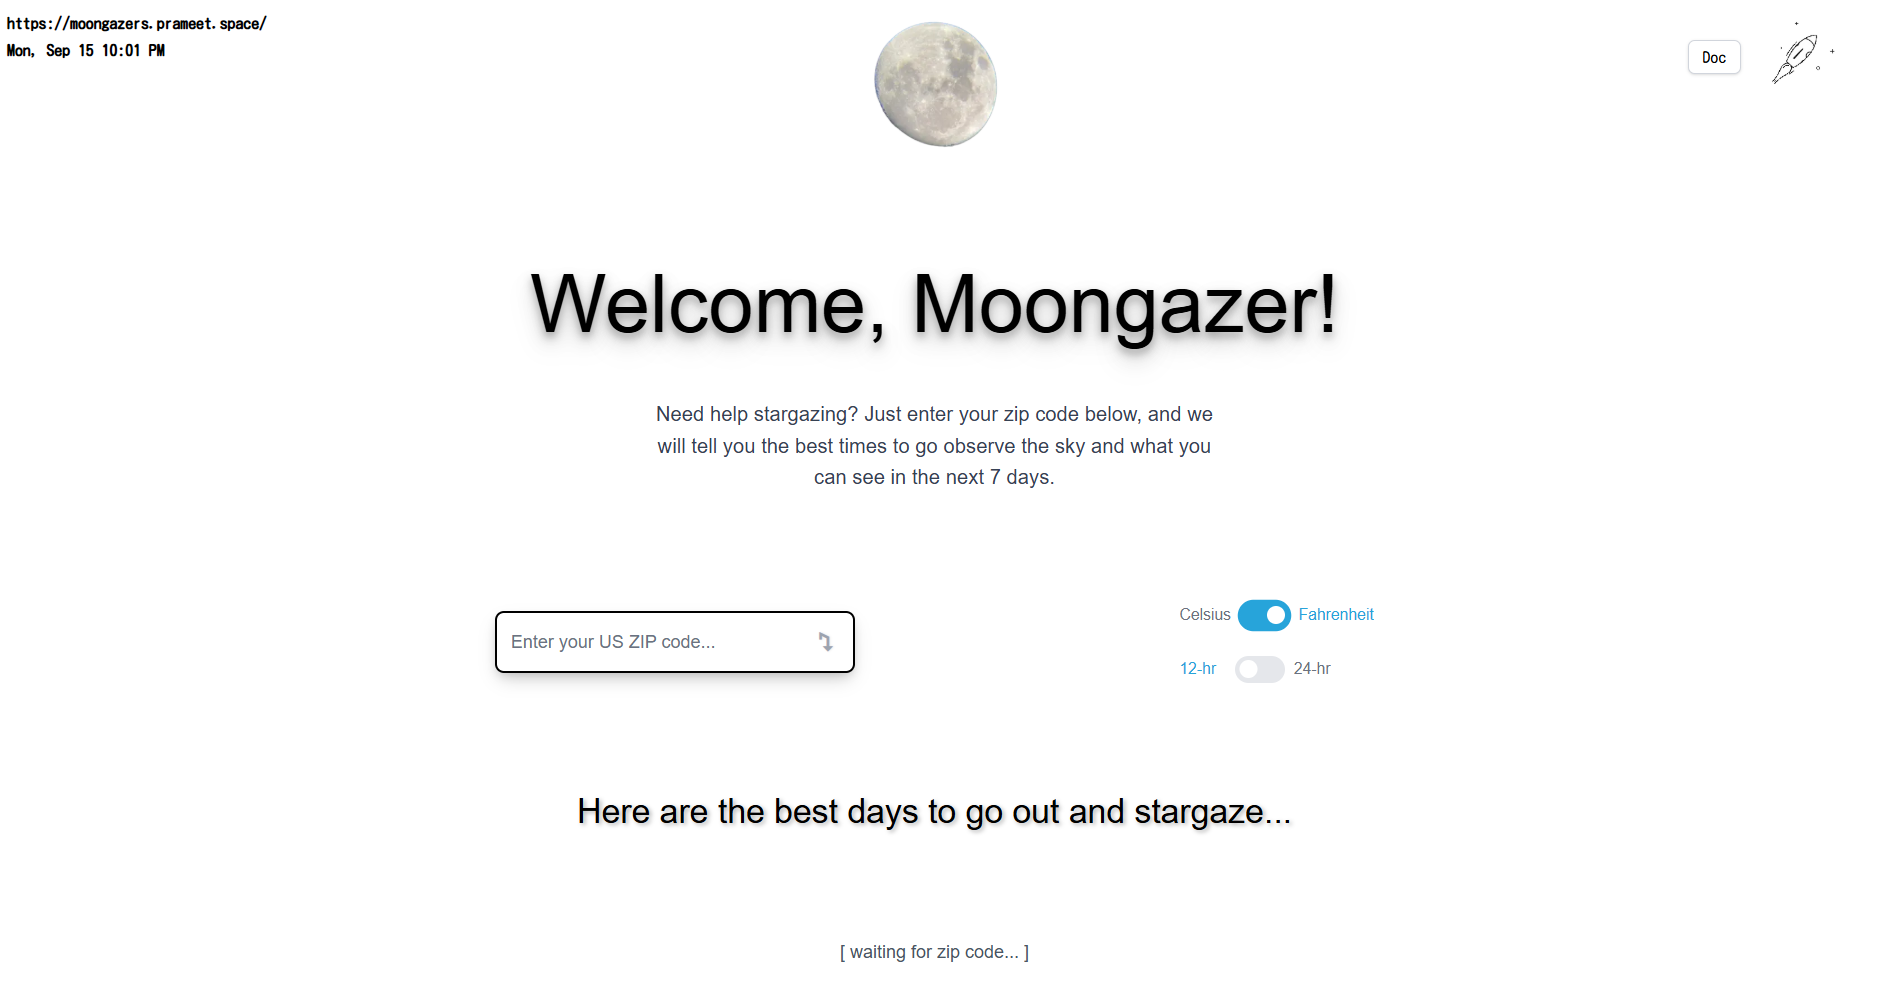 https://moongazers.prameet.space/
Mon, Sep 15 10:01 PM
Doc
Welcome, Moongazer!
Need help stargazing? Just enter your zip code below, and we
will tell you the best times to go observe the sky and what you
can see in the next 7 days.
Enter your US ZIP code...
Celsius Fahrenheit
12-hr 24-hr
Here are the best days to go out and stargaze...
[ waiting for zip code... ]